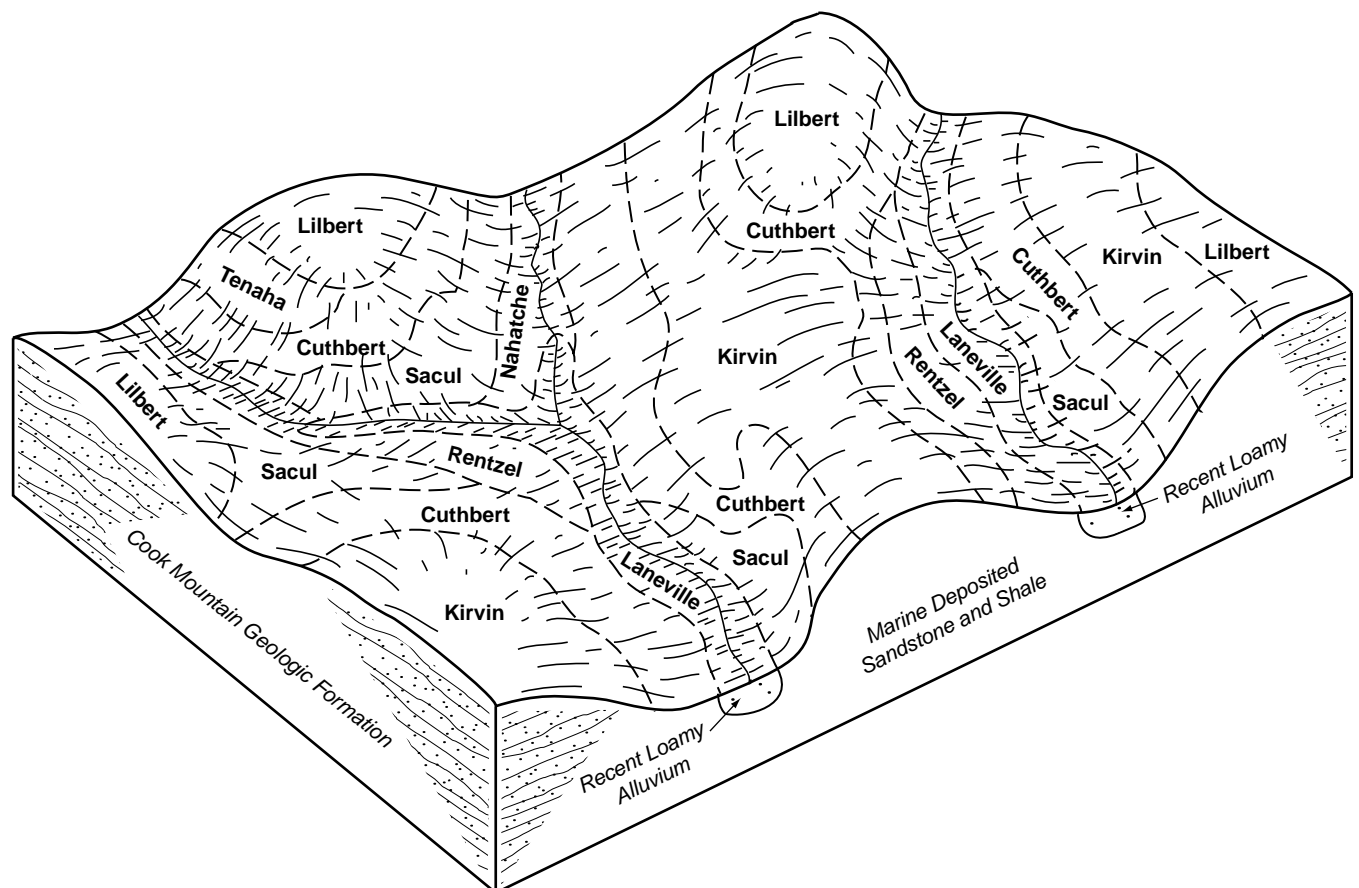 Lilbert
Lilbert
Tenaha
Cuthbert
Cuthbert
Kirvin
Lilbert
Cuthbert
Nahatche
Sacul
Kirvin
Laneville
Rentzel
Sacul
Lilbert
Sacul
Rentzel
Cuthbert
Cuthbert
Sacul
Laneville
Kirvin
Recent Loamy
Alluvium
Marine Deposited
Sandstone and Shale
Cook Mountain Geologic Formation
Recent Loamy
Alluvium